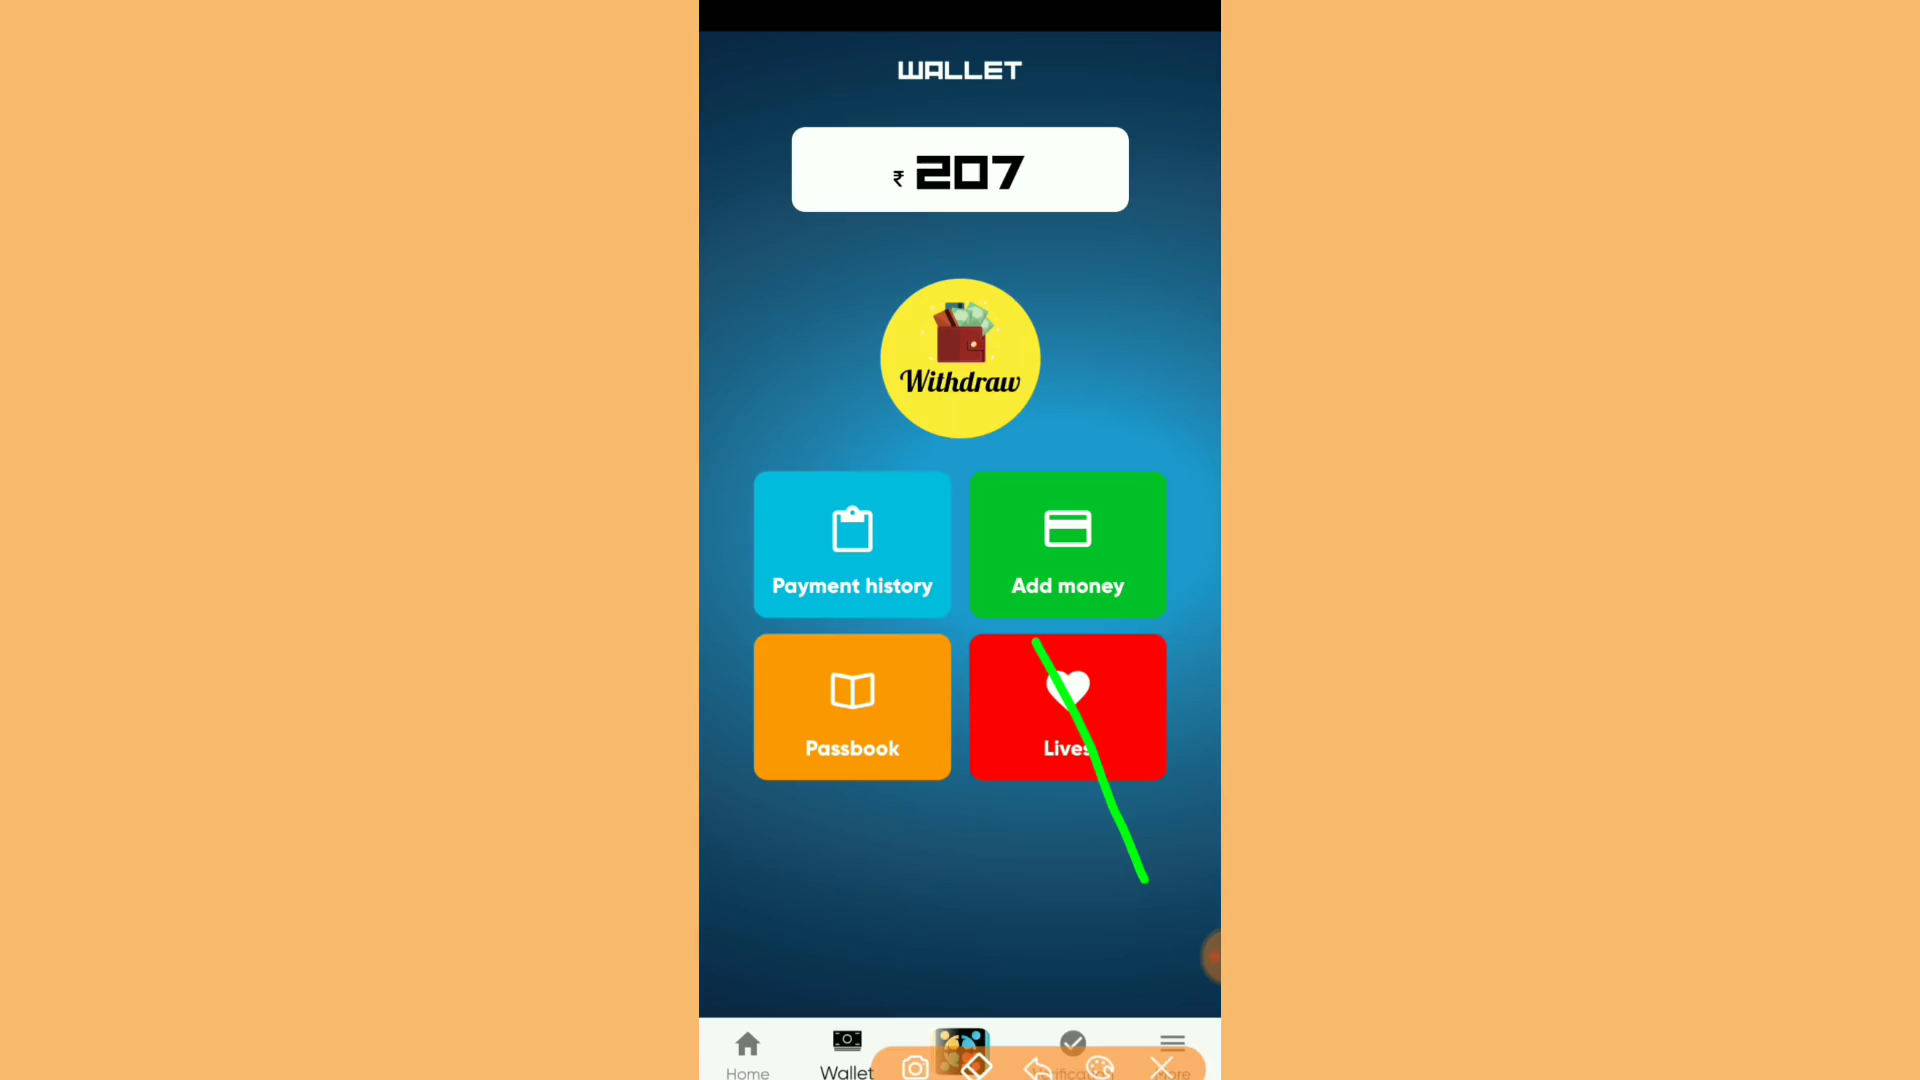 WALLET
₹ 207
Withdraw
Payment history
Add money
Passbook
Lives
Home
Wallet